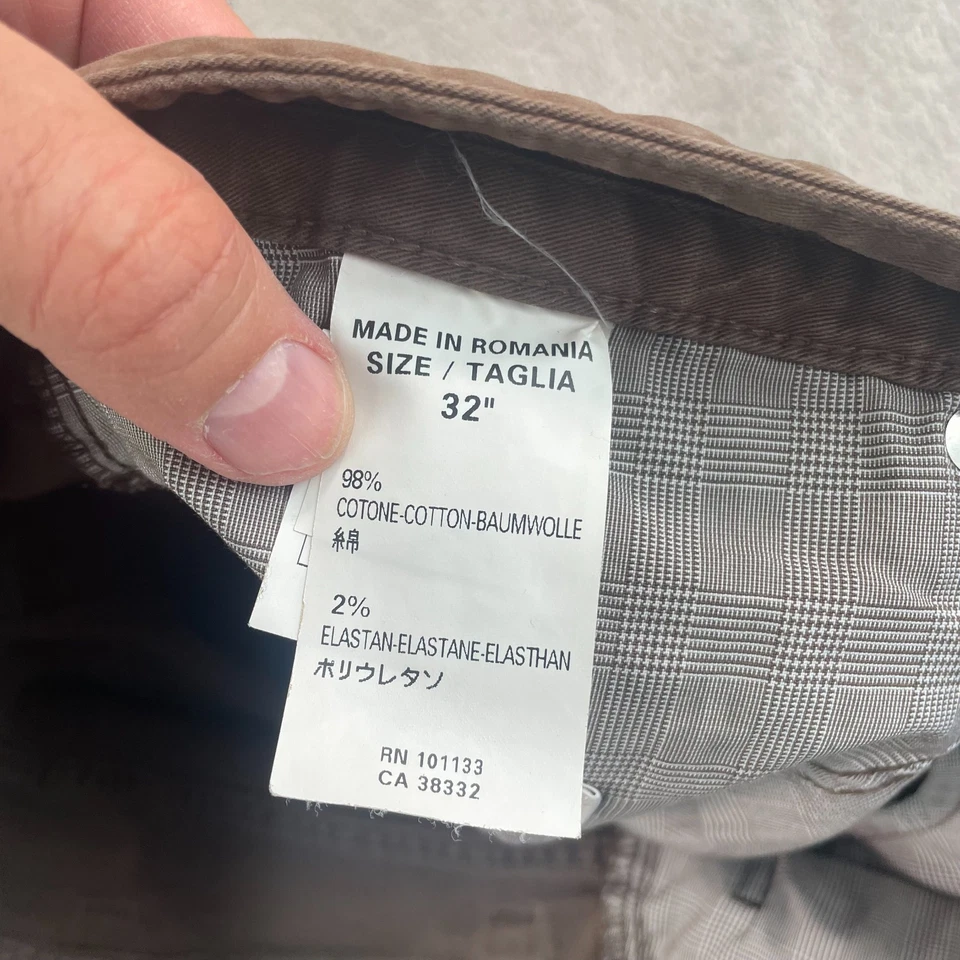 MADE IN ROMANIA
SIZE / TAGLIA
32"
98%
COTONE-COTTON-BAUMWOLLE
綿
2%
ELASTAN-ELASTANE-ELASTHAN
ポリウレタン
RN 101133
CA 38332